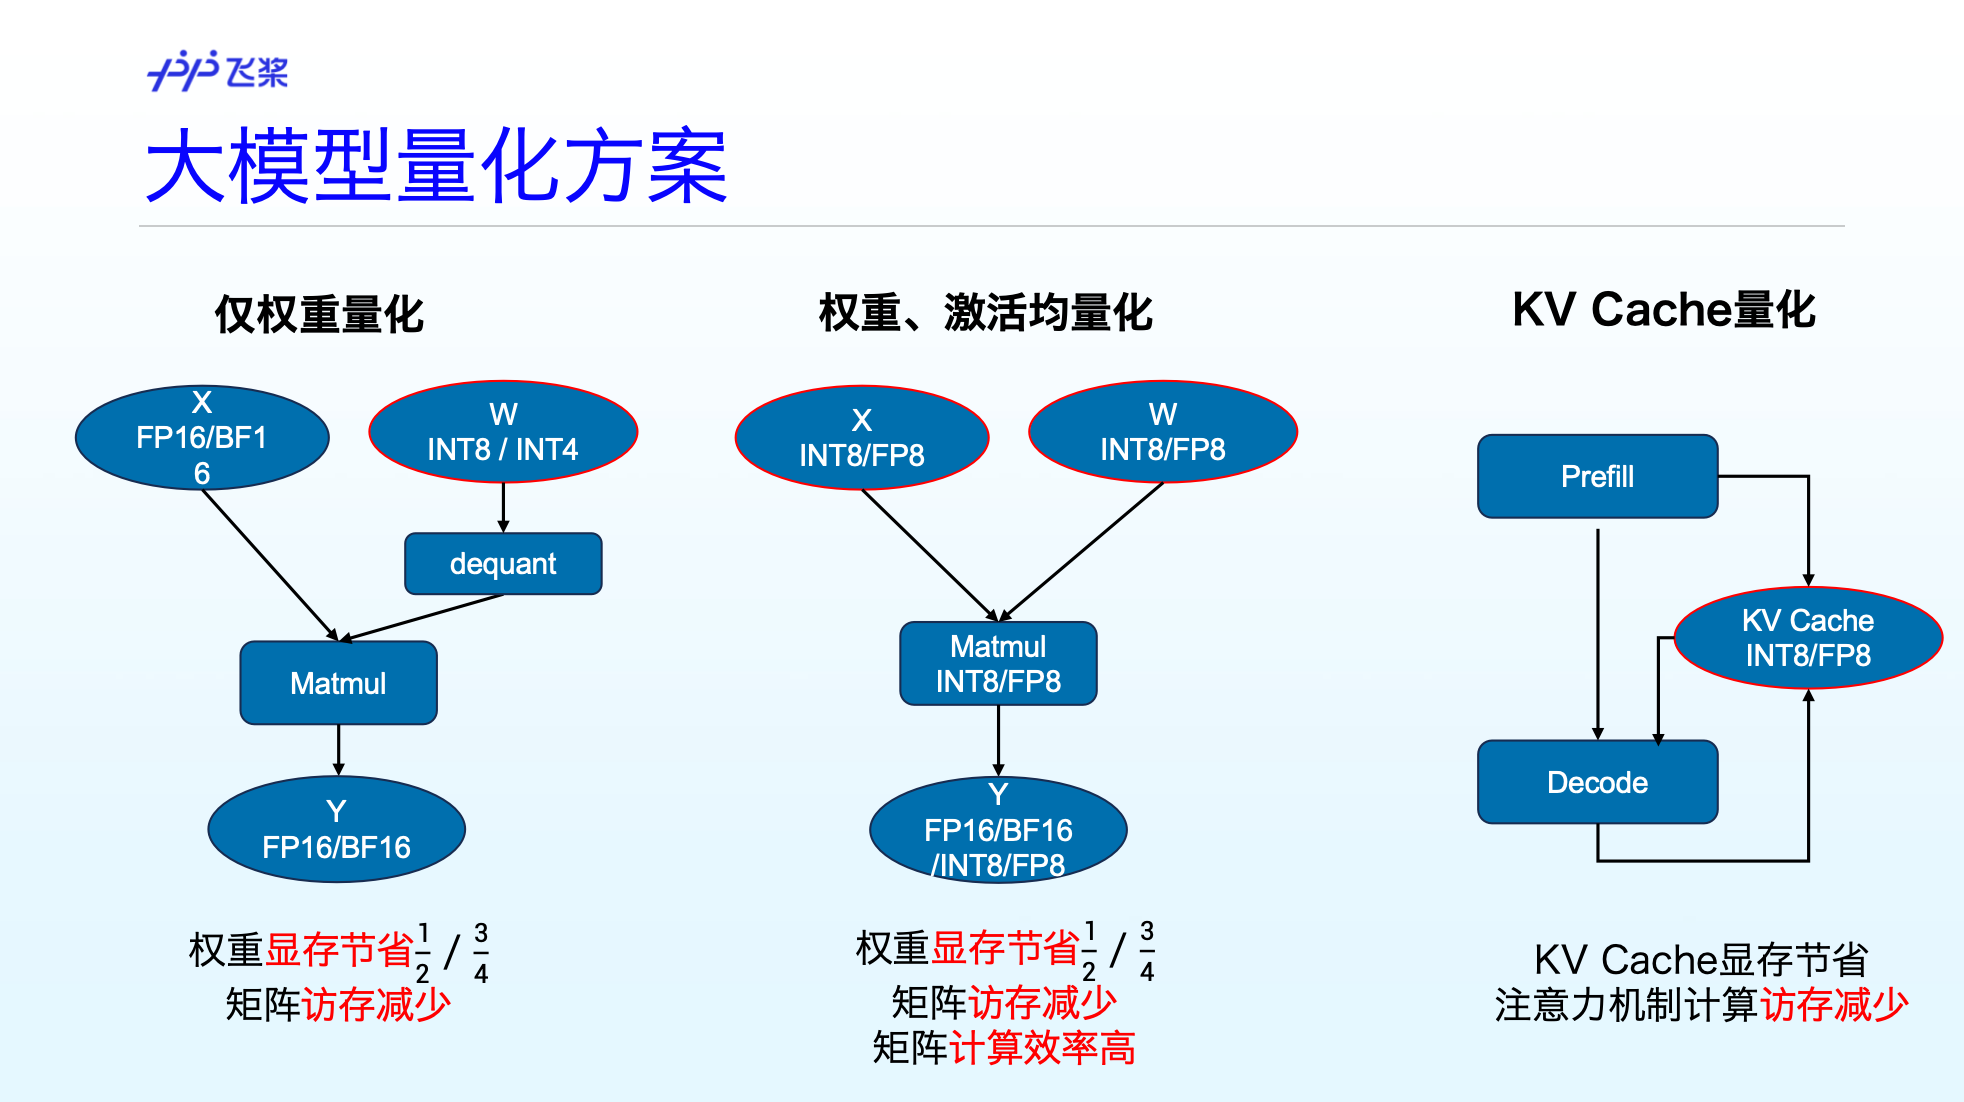 飞桨
大模型量化方案
仅权重量化
X
FP16/BF1
6
W
INT8 / INT4
dequant
Matmul
Y
FP16/BF16
权重显存节省1/2 / 3/4
矩阵访存减少
权重、激活均量化
X
INT8/FP8
W
INT8/FP8
Matmul
INT8/FP8
Y
FP16/BF16
/INT8/FP8
权重显存节省1/2 / 3/4
矩阵访存减少
矩阵计算效率高
KV Cache量化
Prefill
KV Cache
INT8/FP8
Decode
KV Cache显存节省
注意力机制计算访存减少